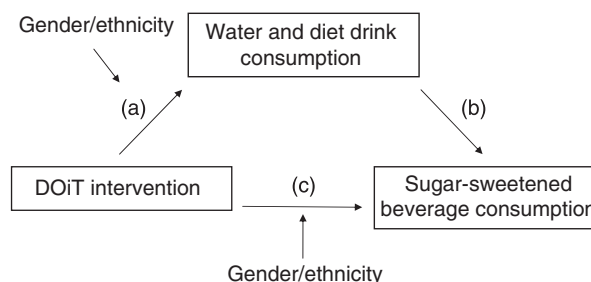 Gender/ethnicity
Water and diet drink
consumption
(a)
(b)
DOiT intervention
(c)
Sugar-sweetened
beverage consumption
Gender/ethnicity